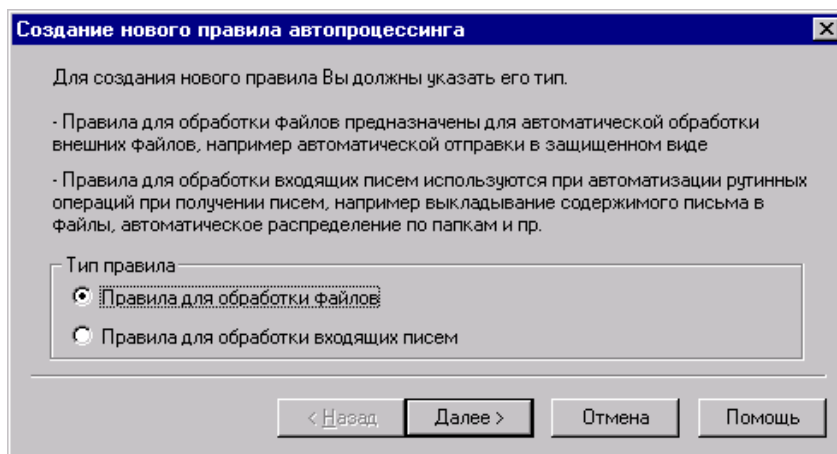 Создание нового правила автопроцессинга
Для создания нового правила Вы должны указать его тип.
- Правила для обработки файлов предназначены для автоматической обработки
внешних файлов, например автоматической отправки в защищенном виде
- Правила для обработки входящих писем используются при автоматизации рутинных
операций при получении писем, например выкладывание содержимого письма в
файлы, автоматическое распределение по папкам и пр.
Тип правила
Правила для обработки файлов
Правила для обработки входящих писем
< Назад Далее > Отмена Помощь